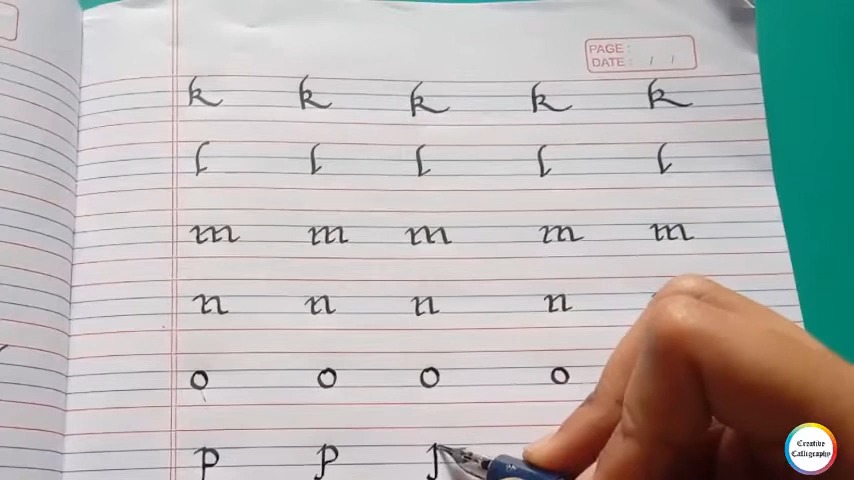 PAGE :
DATE : / /
k k k k k
l l l l l
m m m m m
n n n n
o o o o
p p
Creative
Calligraphy